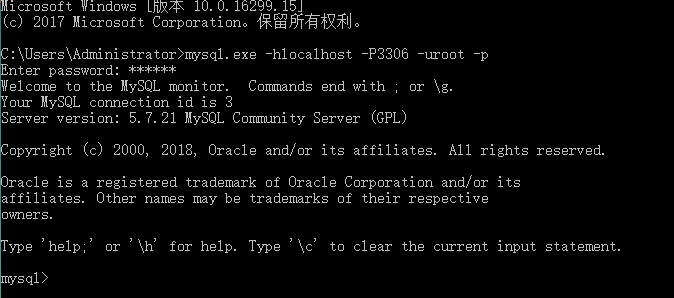 Microsoft Windows [版本 10.0.16299.15]
(c) 2017 Microsoft Corporation。保留所有权利。
C:\Users\Administrator>mysql.exe -hlocalhost -P3306 -uroot -p
Enter password: ******
Welcome to the MySQL monitor.  Commands end with ; or \g.
Your MySQL connection id is 3
Server version: 5.7.21 MySQL Community Server (GPL)
Copyright (c) 2000, 2018, Oracle and/or its affiliates. All rights reserved.
Oracle is a registered trademark of Oracle Corporation and/or its
affiliates. Other names may be trademarks of their respective
owners.
Type 'help;' or '\h' for help. Type '\c' to clear the current input statement.
mysql>